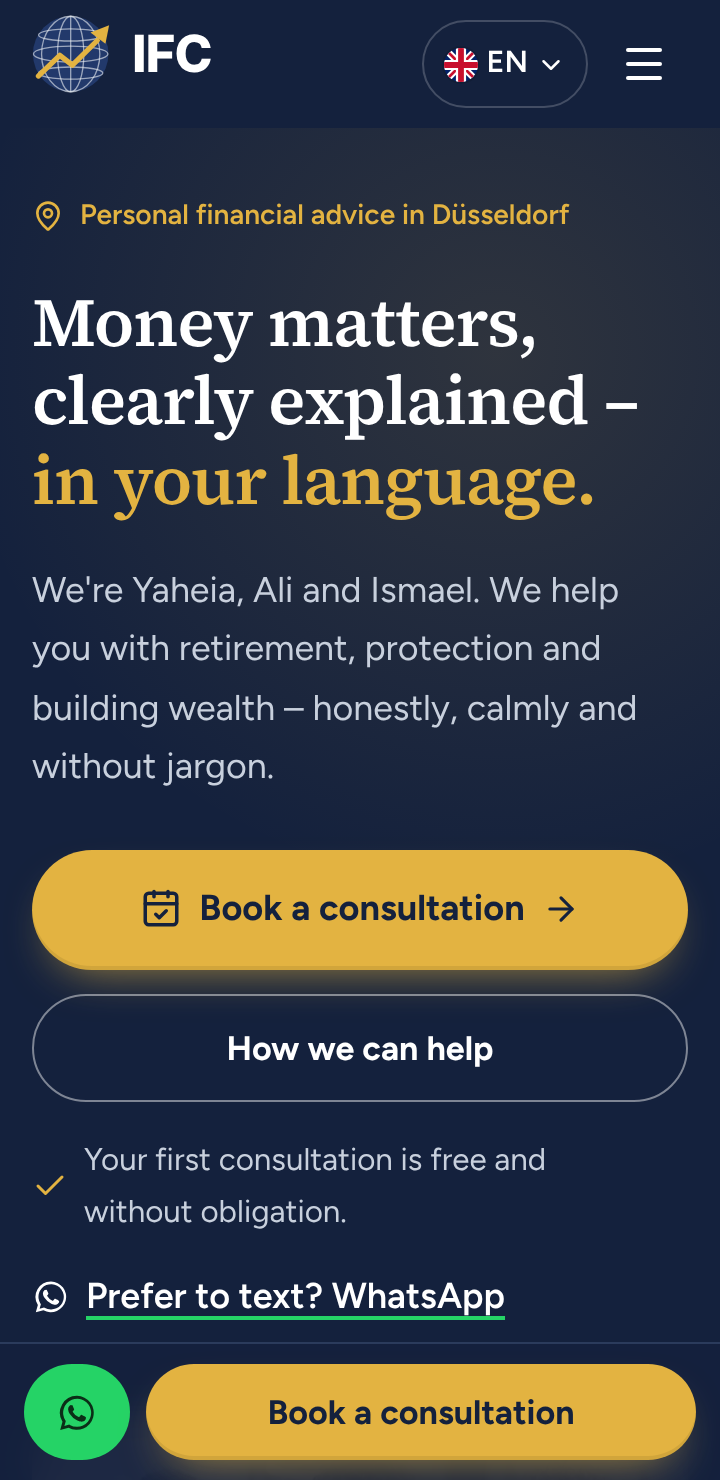 IFC
EN
Personal financial advice in Düsseldorf
Money matters,
clearly explained –
in your language.
We're Yaheia, Ali and Ismael. We help
you with retirement, protection and
building wealth – honestly, calmly and
without jargon.
Book a consultation
How we can help
Your first consultation is free and
without obligation.
Prefer to text? WhatsApp
Book a consultation